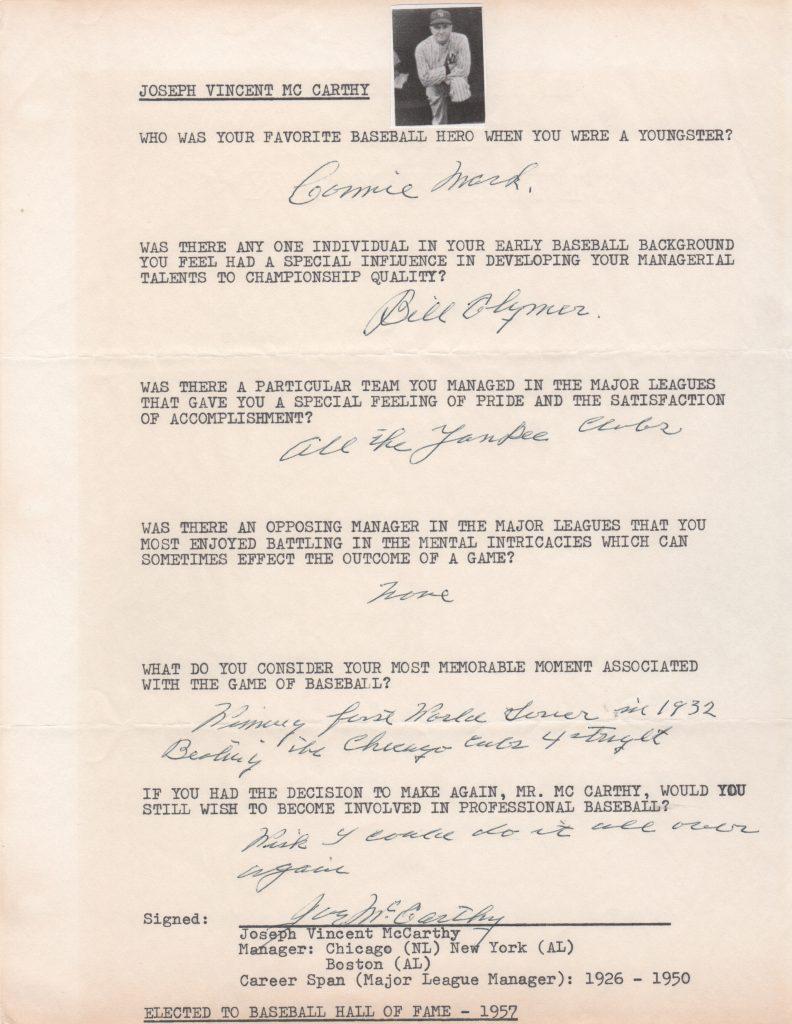 JOSEPH VINCENT MC CARTHY
WHO WAS YOUR FAVORITE BASEBALL HERO WHEN YOU WERE A YOUNGSTER?
Connie Mack.
WAS THERE ANY ONE INDIVIDUAL IN YOUR EARLY BASEBALL BACKGROUND
YOU FEEL HAD A SPECIAL INFLUENCE IN DEVELOPING YOUR MANAGERIAL
TALENTS TO CHAMPIONSHIP QUALITY?
Bill Clymer.
WAS THERE A PARTICULAR TEAM YOU MANAGED IN THE MAJOR LEAGUES
THAT GAVE YOU A SPECIAL FEELING OF PRIDE AND THE SATISFACTION
OF ACCOMPLISHMENT?
All the Yankee Clubs
WAS THERE AN OPPOSING MANAGER IN THE MAJOR LEAGUES THAT YOU
MOST ENJOYED BATTLING IN THE MENTAL INTRICACIES WHICH CAN
SOMETIMES EFFECT THE OUTCOME OF A GAME?
None
WHAT DO YOU CONSIDER YOUR MOST MEMORABLE MOMENT ASSOCIATED
WITH THE GAME OF BASEBALL?
Winning first World Series in 1932
Beating the Chicago Cubs 4 straight
IF YOU HAD THE DECISION TO MAKE AGAIN, MR. MC CARTHY, WOULD YOU
STILL WISH TO BECOME INVOLVED IN PROFESSIONAL BASEBALL?
Wish I could do it all over
again
Signed: Joe McCarthy
Joseph Vincent McCarthy
Manager: Chicago (NL) New York (AL)
Boston (AL)
Career Span (Major League Manager): 1926 - 1950
ELECTED TO BASEBALL HALL OF FAME - 1957